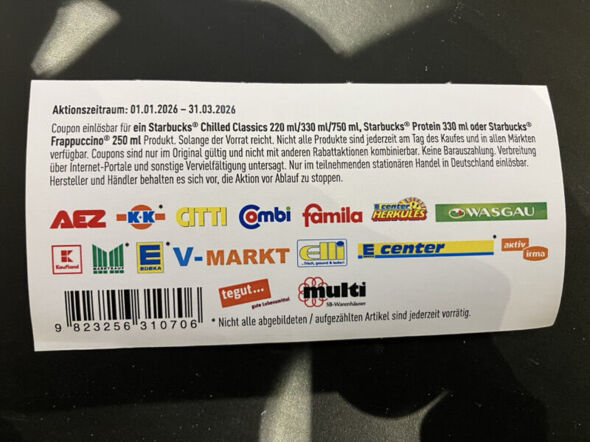 Aktionszeitraum: 01.01.2026 – 31.03.2026
Coupon einlösbar für ein Starbucks® Chilled Classics 220 ml/330 ml/750 ml, Starbucks® Protein 330 ml oder Starbucks®
Frappuccino® 250 ml Produkt. Solange der Vorrat reicht. Nicht alle Produkte sind jederzeit am Tag des Kaufes und in allen Märkten
verfügbar. Coupons sind nur im Original gültig und nicht mit anderen Rabattaktionen kombinierbar. Keine Barauszahlung. Verbreitung
über Internet-Portale und sonstige Vervielfältigung untersagt. Nur im teilnehmenden stationären Handel in Deutschland einlösbar.
Hersteller und Händler behalten es sich vor, die Aktion vor Ablauf zu stoppen.
AEZ K+K* CITTI Combi famila E center HERKULES WASGAU
K Kaufland MARKTKAUF* E EDEKA* V-MARKT elli ...frisch, gesund & lecker! E center* aktiv irma
tegut... gute Lebensmittel multi SB-Warenhäuser
9 823256 310706
* Nicht alle abgebildeten / aufgezählten Artikel sind jederzeit vorrätig.